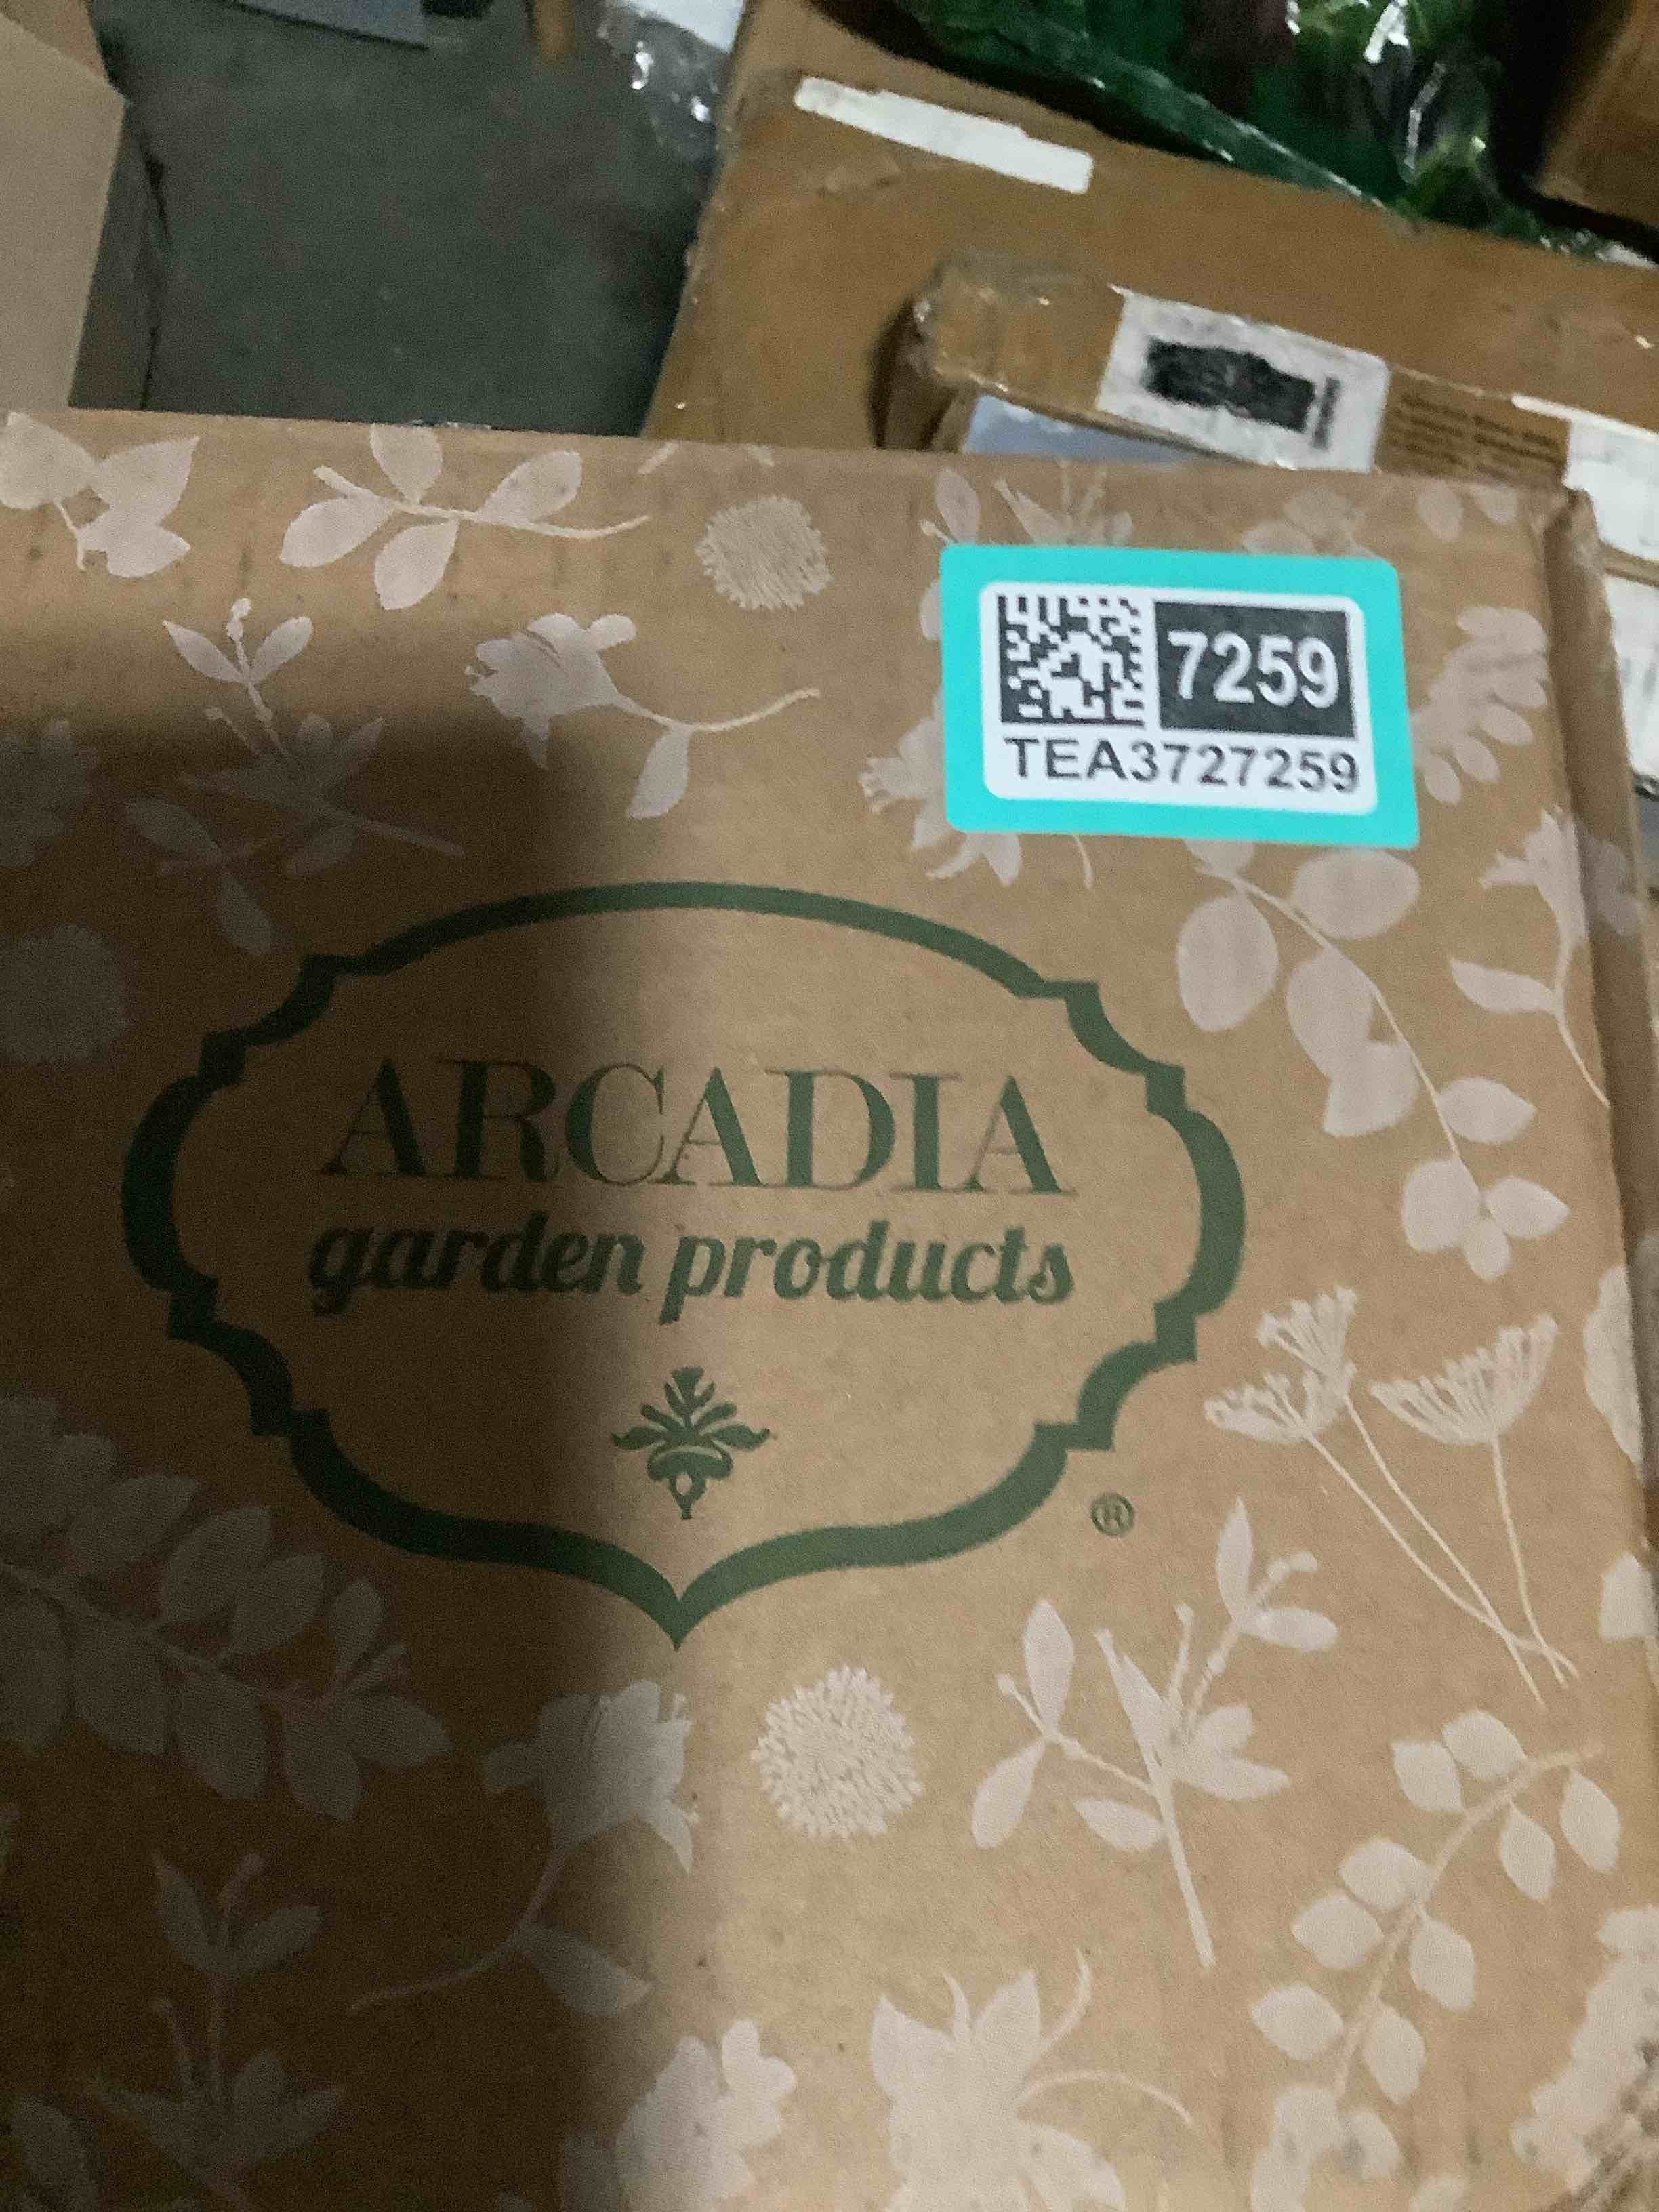 7259
TEA3727259
ARCADIA
garden products
®